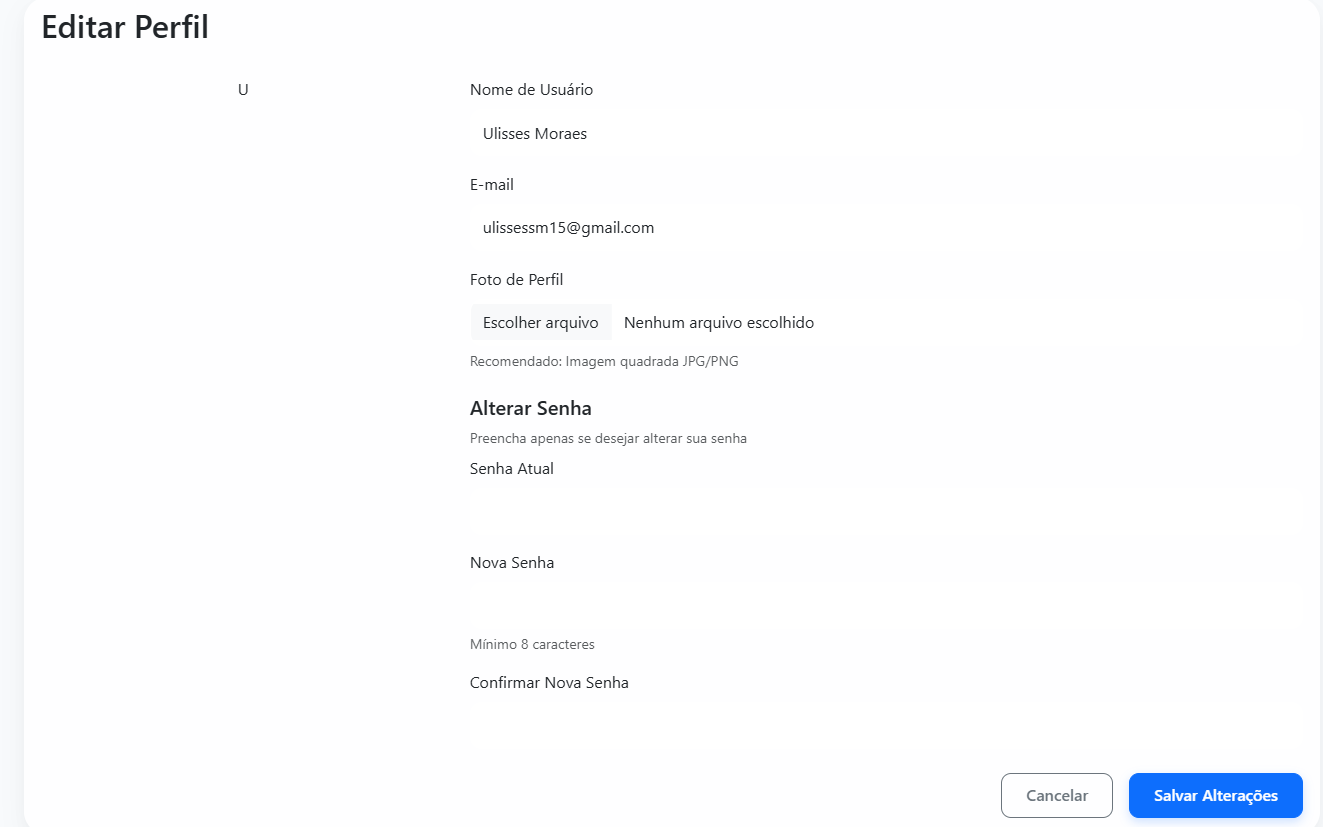 Editar Perfil
U
Nome de Usuário
Ulisses Moraes
E-mail
ulissessm15@gmail.com
Foto de Perfil
Escolher arquivo Nenhum arquivo escolhido
Recomendado: Imagem quadrada JPG/PNG
Alterar Senha
Preencha apenas se desejar alterar sua senha
Senha Atual
Nova Senha
Mínimo 8 caracteres
Confirmar Nova Senha
Cancelar Salvar Alterações